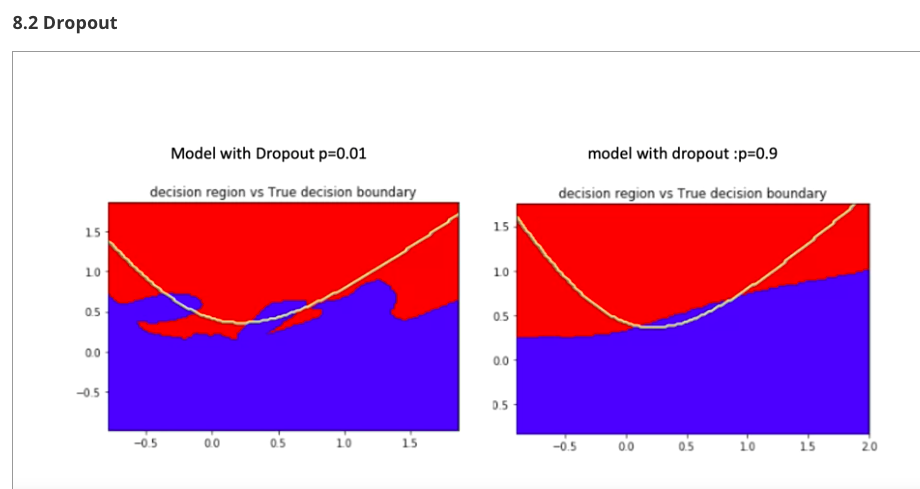 8.2 Dropout
Model with Dropout p=0.01
model with dropout :p=0.9
decision region vs True decision boundary
decision region vs True decision boundary
1.5
1.0
0.5
0.0
−0.5
−0.5 0.0 0.5 1.0 1.5
1.5
1.0
0.5
0.0
0.5
−0.5 0.0 0.5 1.0 1.5 2.0